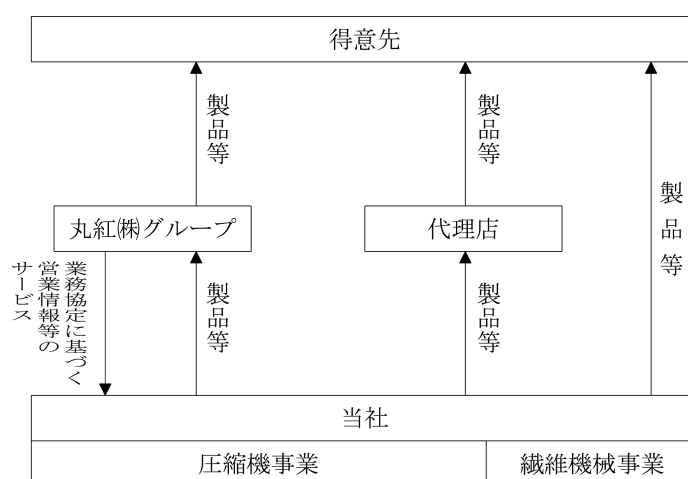 得意先
製品等
製品等
製品等
丸紅㈱グループ
代理店
業務協定に基づく
営業情報等の
サービス
製品等
製品等
当社
圧縮機事業
繊維機械事業